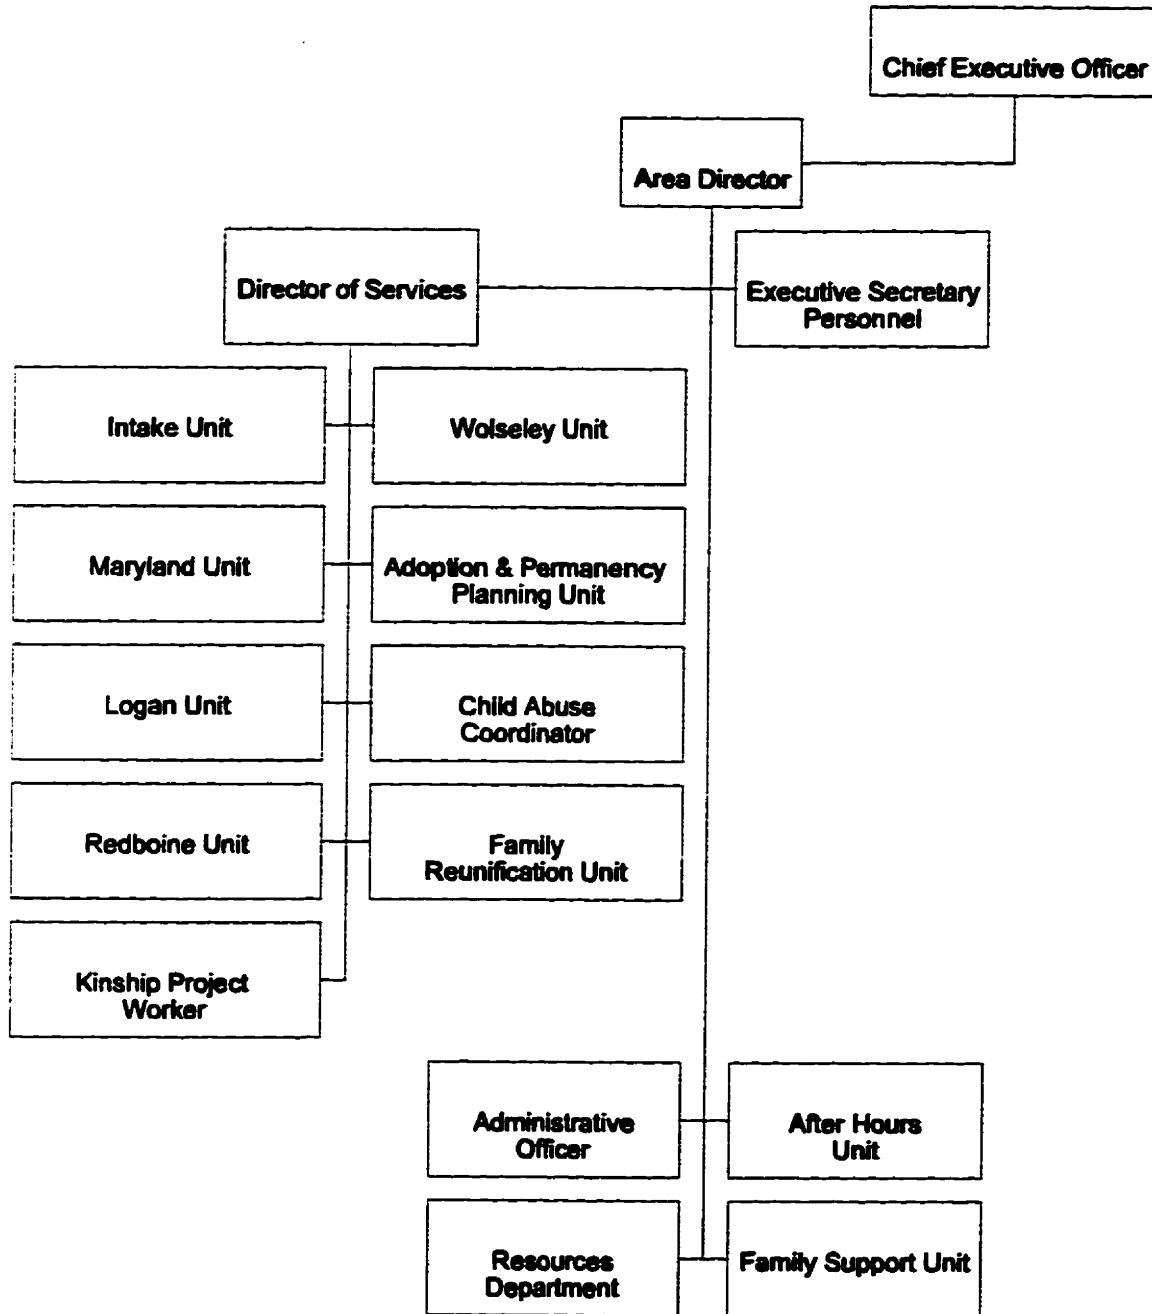 Chief Executive Officer
Area Director
Director of Services
Executive Secretary
Personnel
Intake Unit
Wolseley Unit
Maryland Unit
Adoption & Permanency
Planning Unit
Logan Unit
Child Abuse
Coordinator
Redboine Unit
Family
Reunification Unit
Kinship Project
Worker
Administrative
Officer
After Hours
Unit
Resources
Department
Family Support Unit